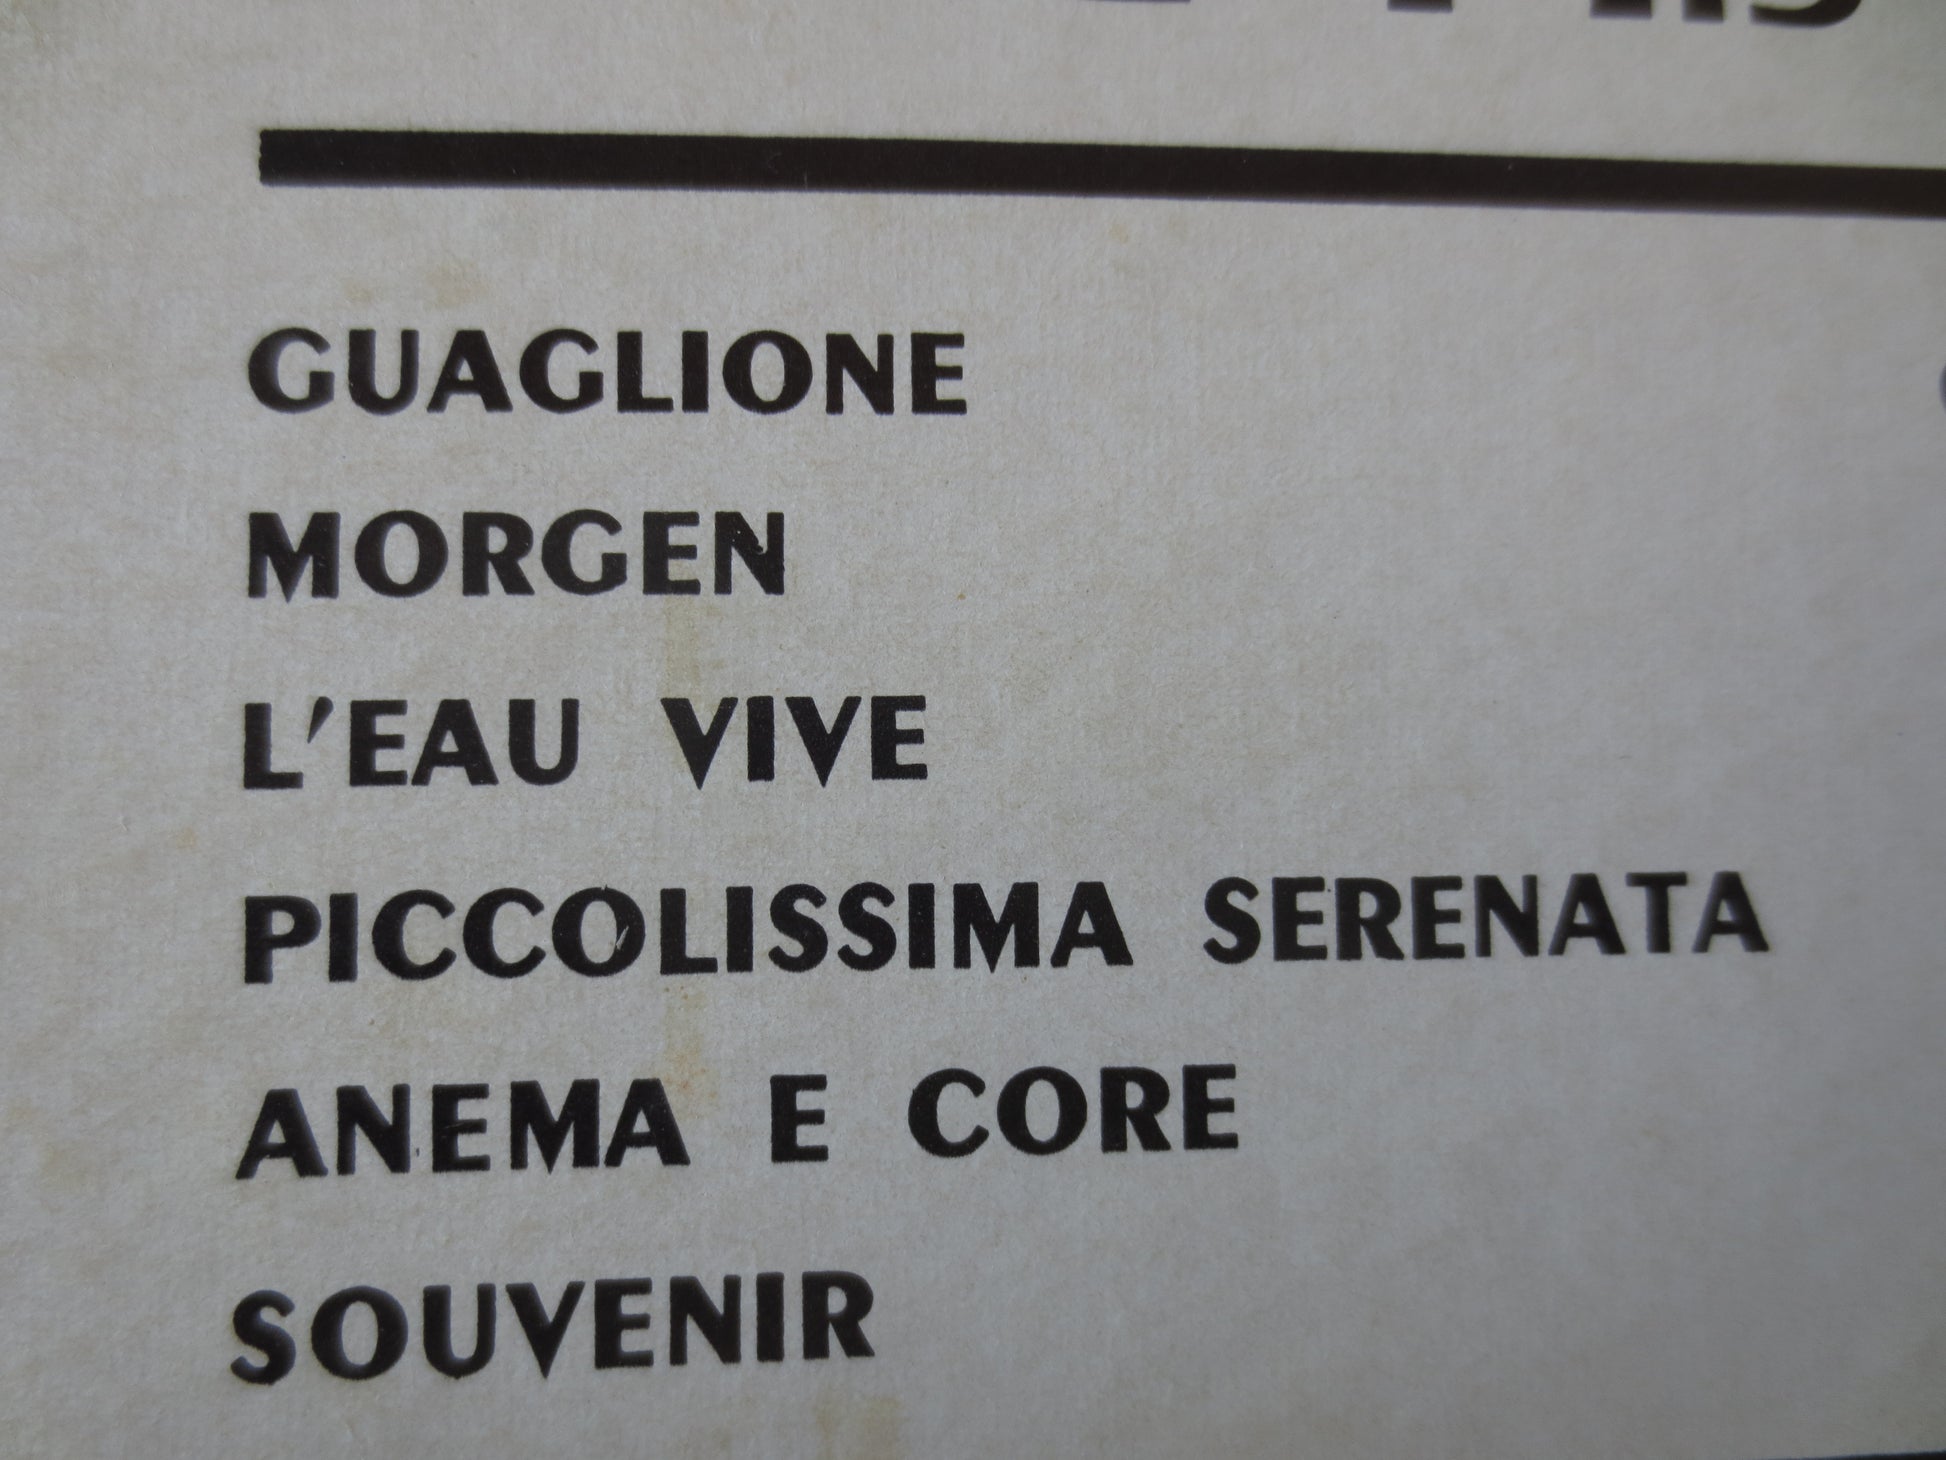 GUAGLIONE
MORGEN
L'EAU VIVE
PICCOLISSIMA SERENATA
ANEMA E CORE
SOUVENIR